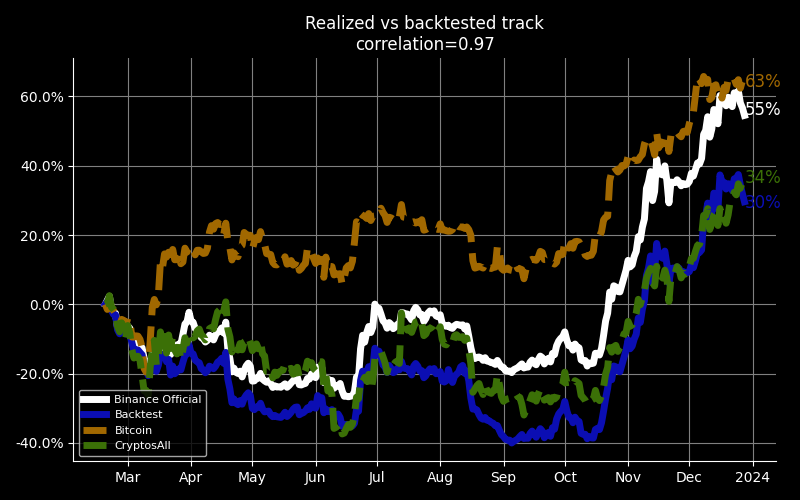 Realized vs backtested track
correlation=0.97
60.0%
40.0%
20.0%
0.0%
-20.0%
-40.0%
63%
55%
34%
30%
Binance Official
Backtest
Bitcoin
CryptosAll
Mar Apr May Jun Jul Aug Sep Oct Nov Dec 2024